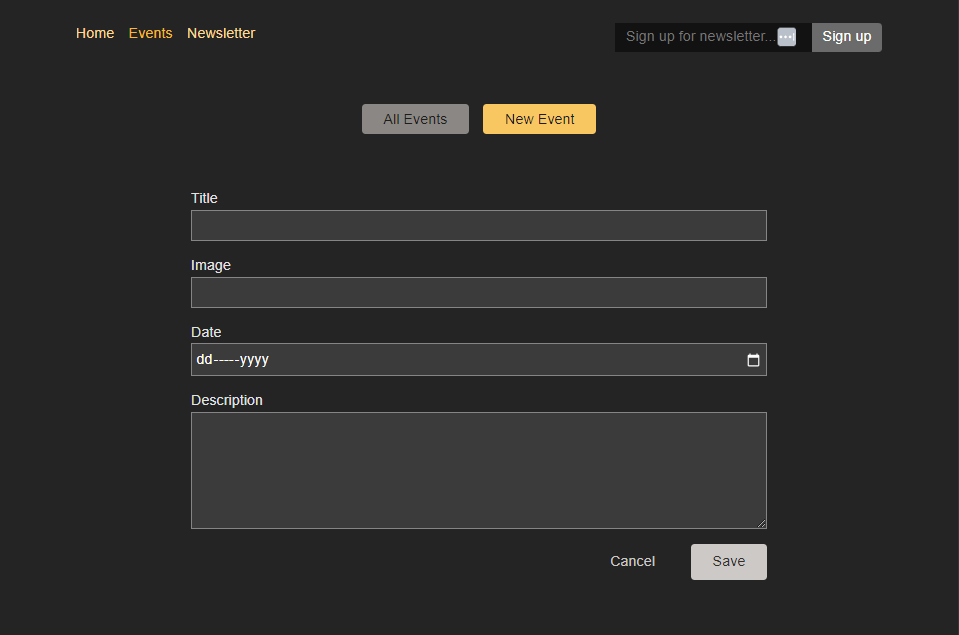 Home Events Newsletter
Sign up for newsletter... Sign up
All Events New Event
Title
Image
Date
dd-----yyyy
Description
Cancel Save